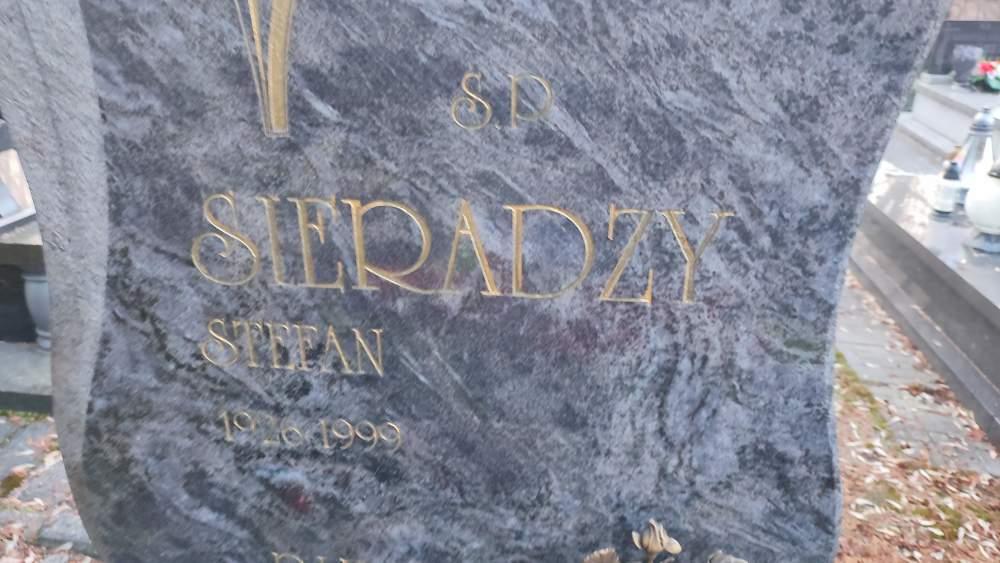 S.P
SIERADZY
STEFAN
1926 1999